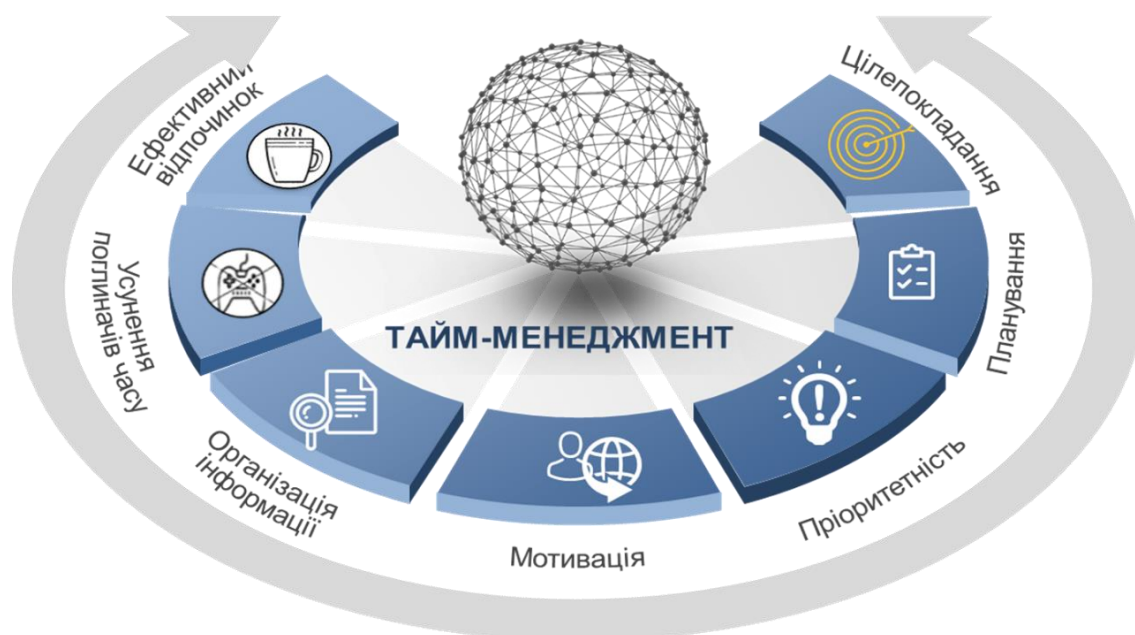 Ефективний
відпочинок
Усунення
поглиначів часу
Організація
інформації
Мотивація
Пріоритетність
Планування
Цілепокладання
ТАЙМ-МЕНЕДЖМЕНТ